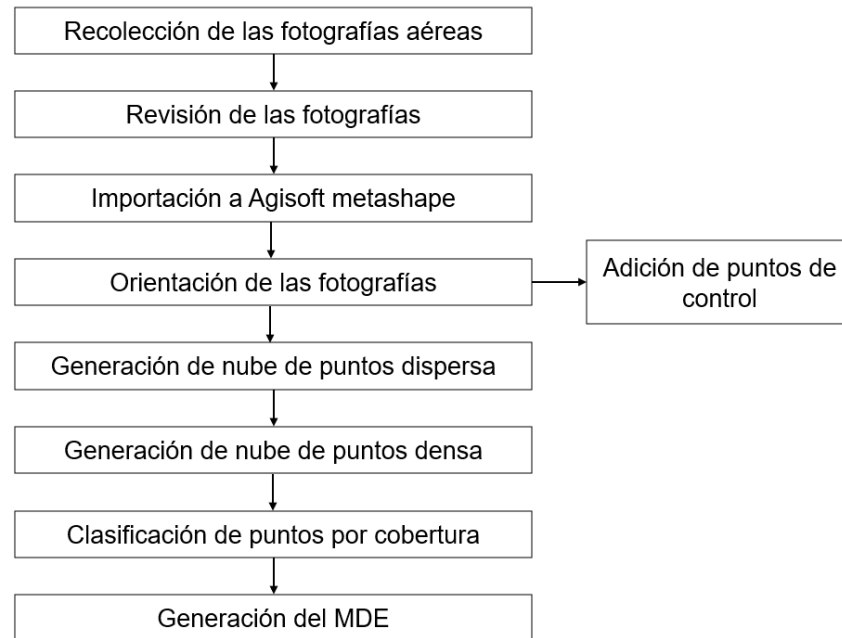 Recolección de las fotografías aéreas
Revisión de las fotografías
Importación a Agisoft metashape
Orientación de las fotografías
Adición de puntos de
control
Generación de nube de puntos dispersa
Generación de nube de puntos densa
Clasificación de puntos por cobertura
Generación del MDE